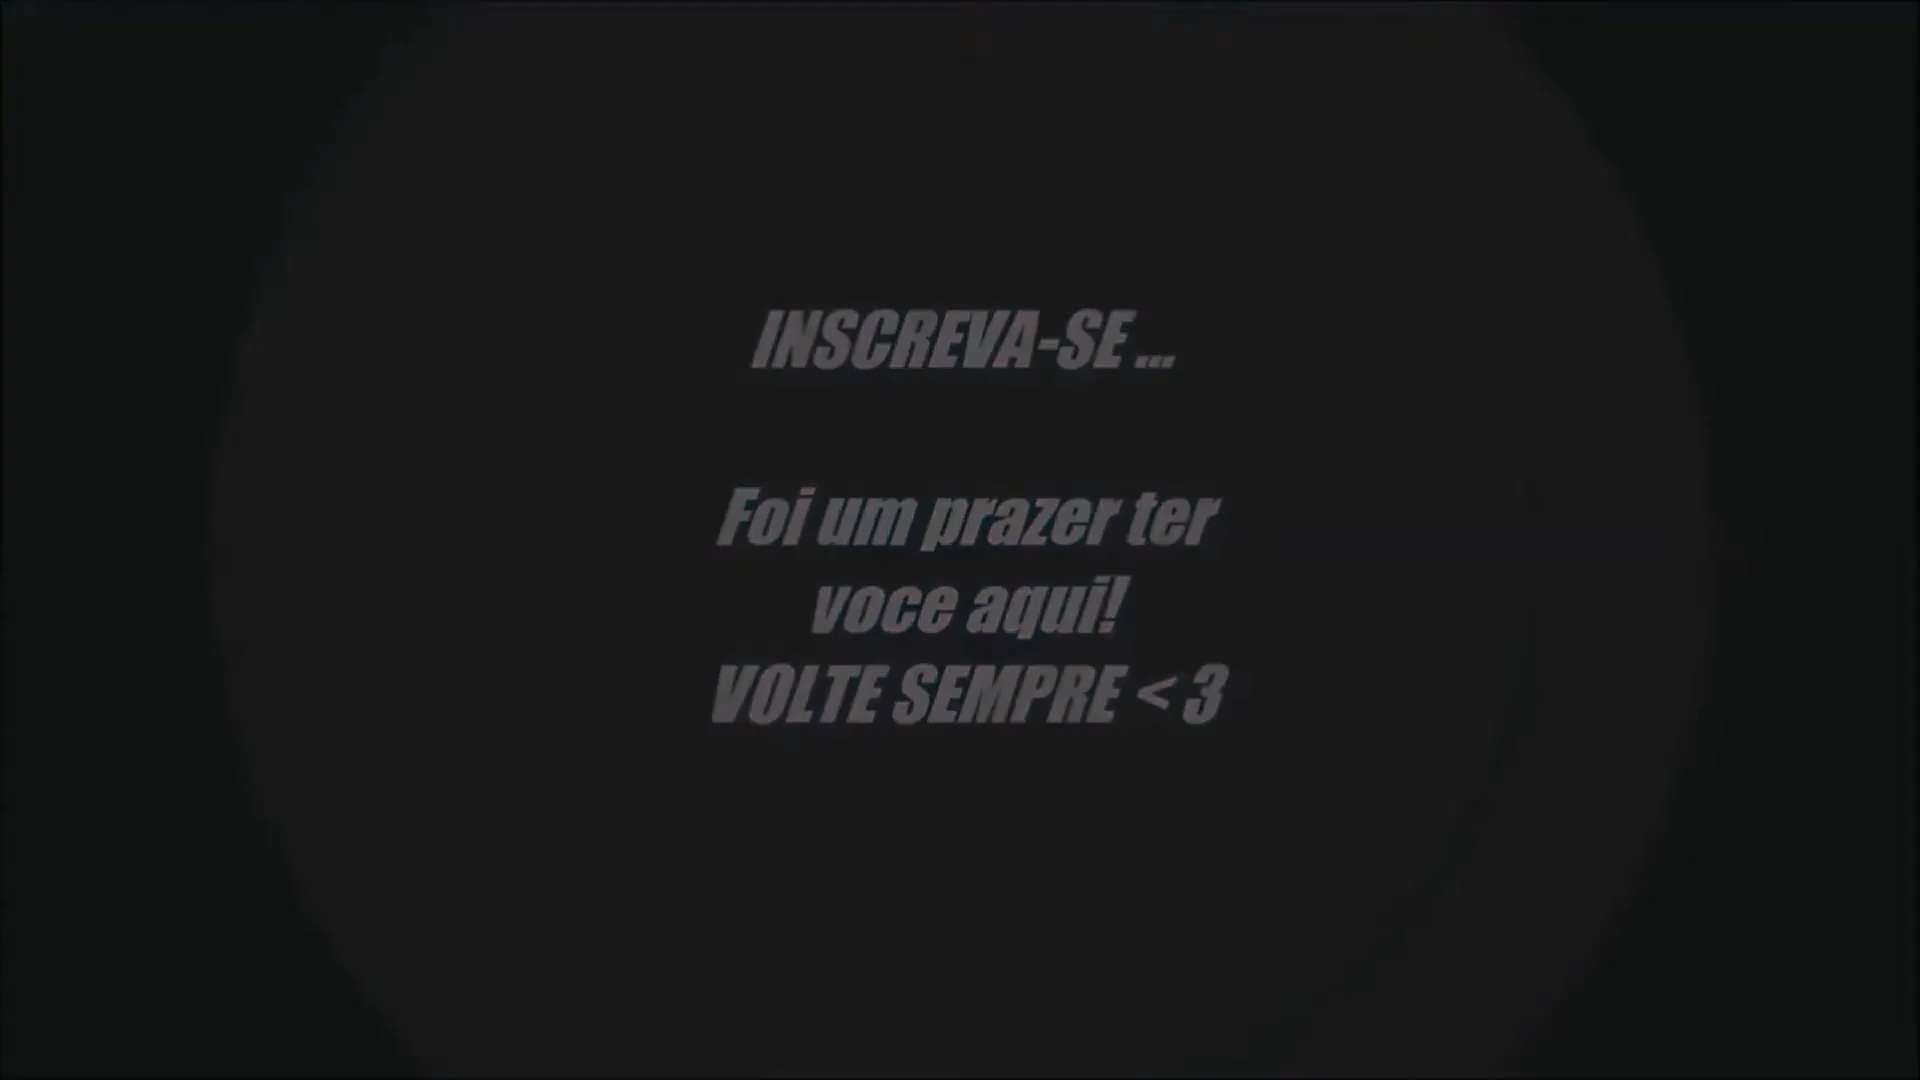 INSCREVA-SE ...
Foi um prazer ter
voce aqui!
VOLTE SEMPRE < 3